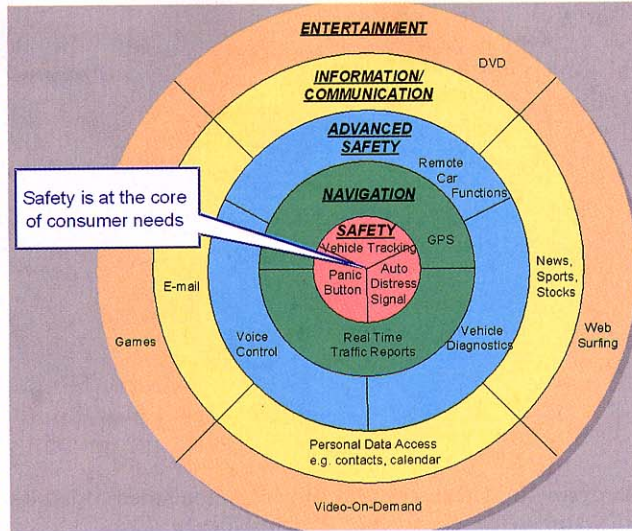 ENTERTAINMENT
DVD
INFORMATION/
COMMUNICATION
ADVANCED
SAFETY
Remote
Car
Functions
Safety is at the core
of consumer needs
NAVIGATION
SAFETY
Vehicle Tracking
GPS
Panic
Button
Auto
Distress
Signal
E-mail
News,
Sports,
Stocks
Games
Voice
Control
Real Time
Traffic Reports
Vehicle
Diagnostics
Web
Surfing
Personal Data Access
e.g. contacts, calendar
Video-On-Demand